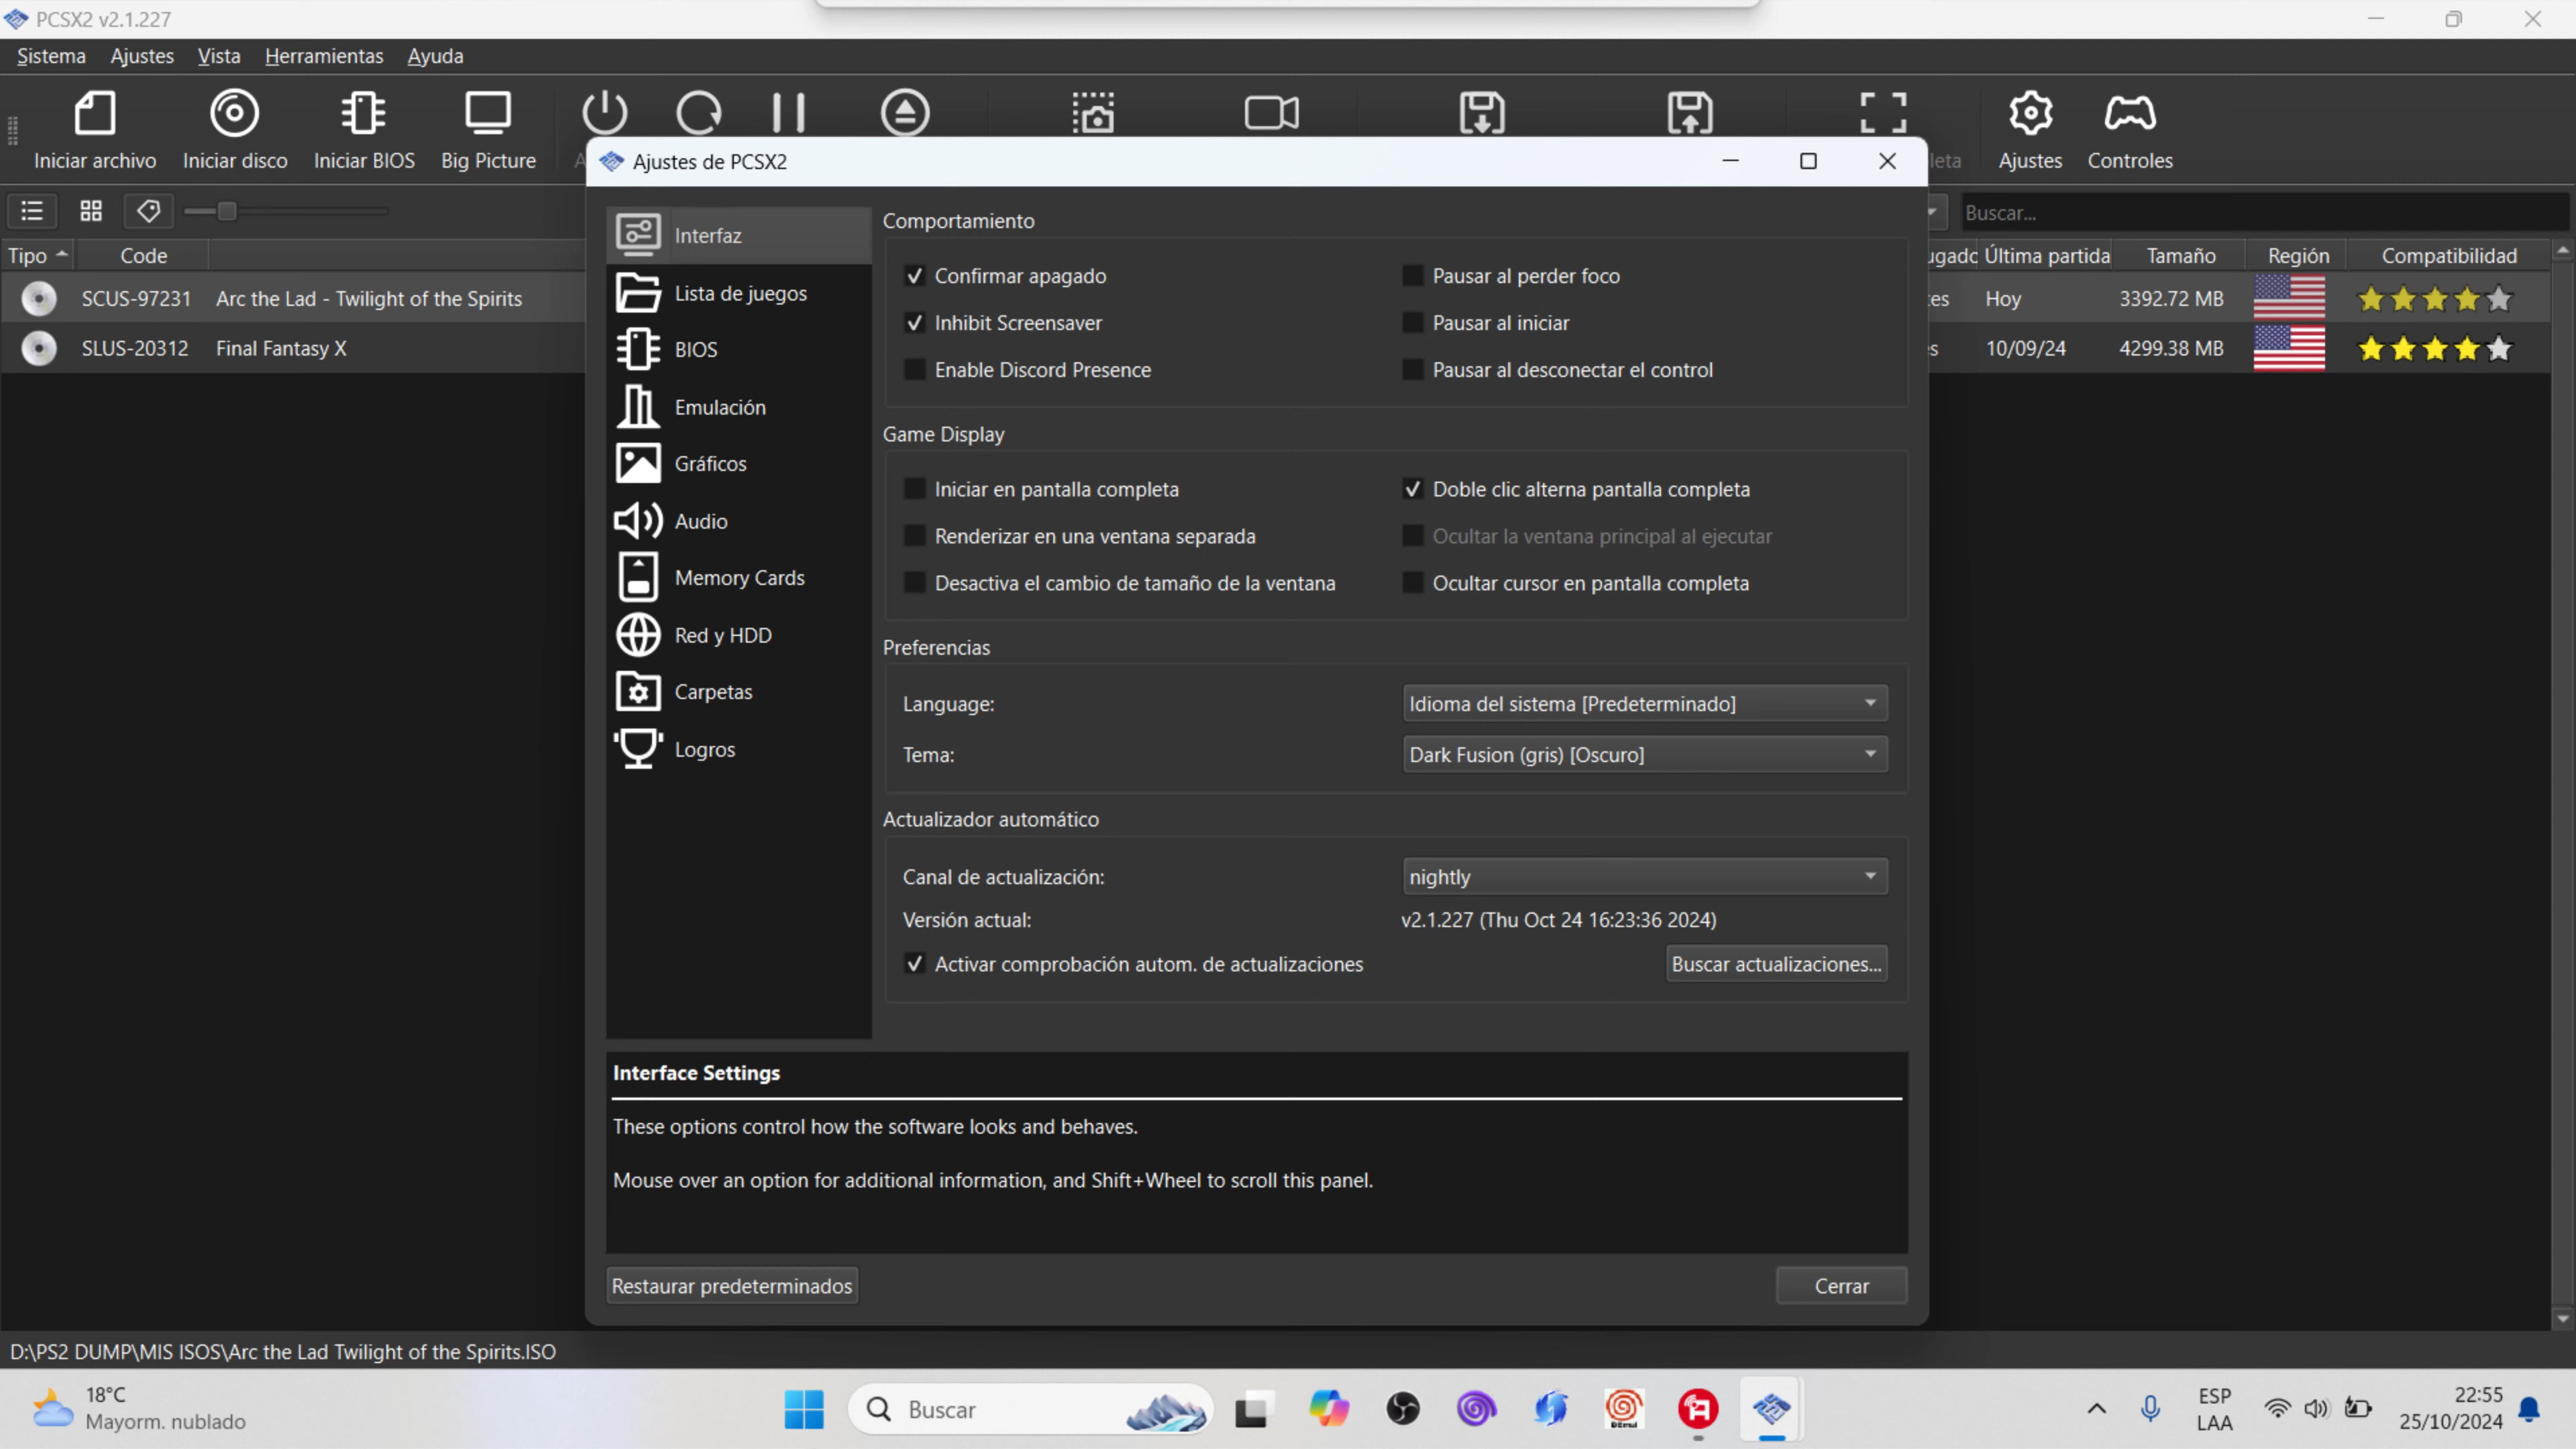 PCSX2 v2.1.227
Sistema Ajustes Vista Herramientas Ayuda
Iniciar archivo Iniciar disco Iniciar BIOS Big Picture Ajustes Controles
Ajustes de PCSX2
Buscar...
Tipo Code Última partida Tamaño Región Compatibilidad
SCUS-97231 Arc the Lad - Twilight of the Spirits Hoy 3392.72 MB
SLUS-20312 Final Fantasy X 10/09/24 4299.38 MB
Interfaz
Lista de juegos
BIOS
Emulación
Gráficos
Audio
Memory Cards
Red y HDD
Carpetas
Logros
Comportamiento
Confirmar apagado Pausar al perder foco
Inhibit Screensaver Pausar al iniciar
Enable Discord Presence Pausar al desconectar el control
Game Display
Iniciar en pantalla completa Doble clic alterna pantalla completa
Renderizar en una ventana separada Ocultar la ventana principal al ejecutar
Desactiva el cambio de tamaño de la ventana Ocultar cursor en pantalla completa
Preferencias
Language: Idioma del sistema [Predeterminado]
Tema: Dark Fusion (gris) [Oscuro]
Actualizador automático
Canal de actualización: nightly
Versión actual: v2.1.227 (Thu Oct 24 16:23:36 2024)
Activar comprobación autom. de actualizaciones Buscar actualizaciones...
Interface Settings
These options control how the software looks and behaves.
Mouse over an option for additional information, and Shift+Wheel to scroll this panel.
Restaurar predeterminados Cerrar
D:\PS2 DUMP\MIS ISOS\Arc the Lad Twilight of the Spirits.ISO
18°C
Mayorm. nublado
Buscar
ESP
LAA
22:55
25/10/2024